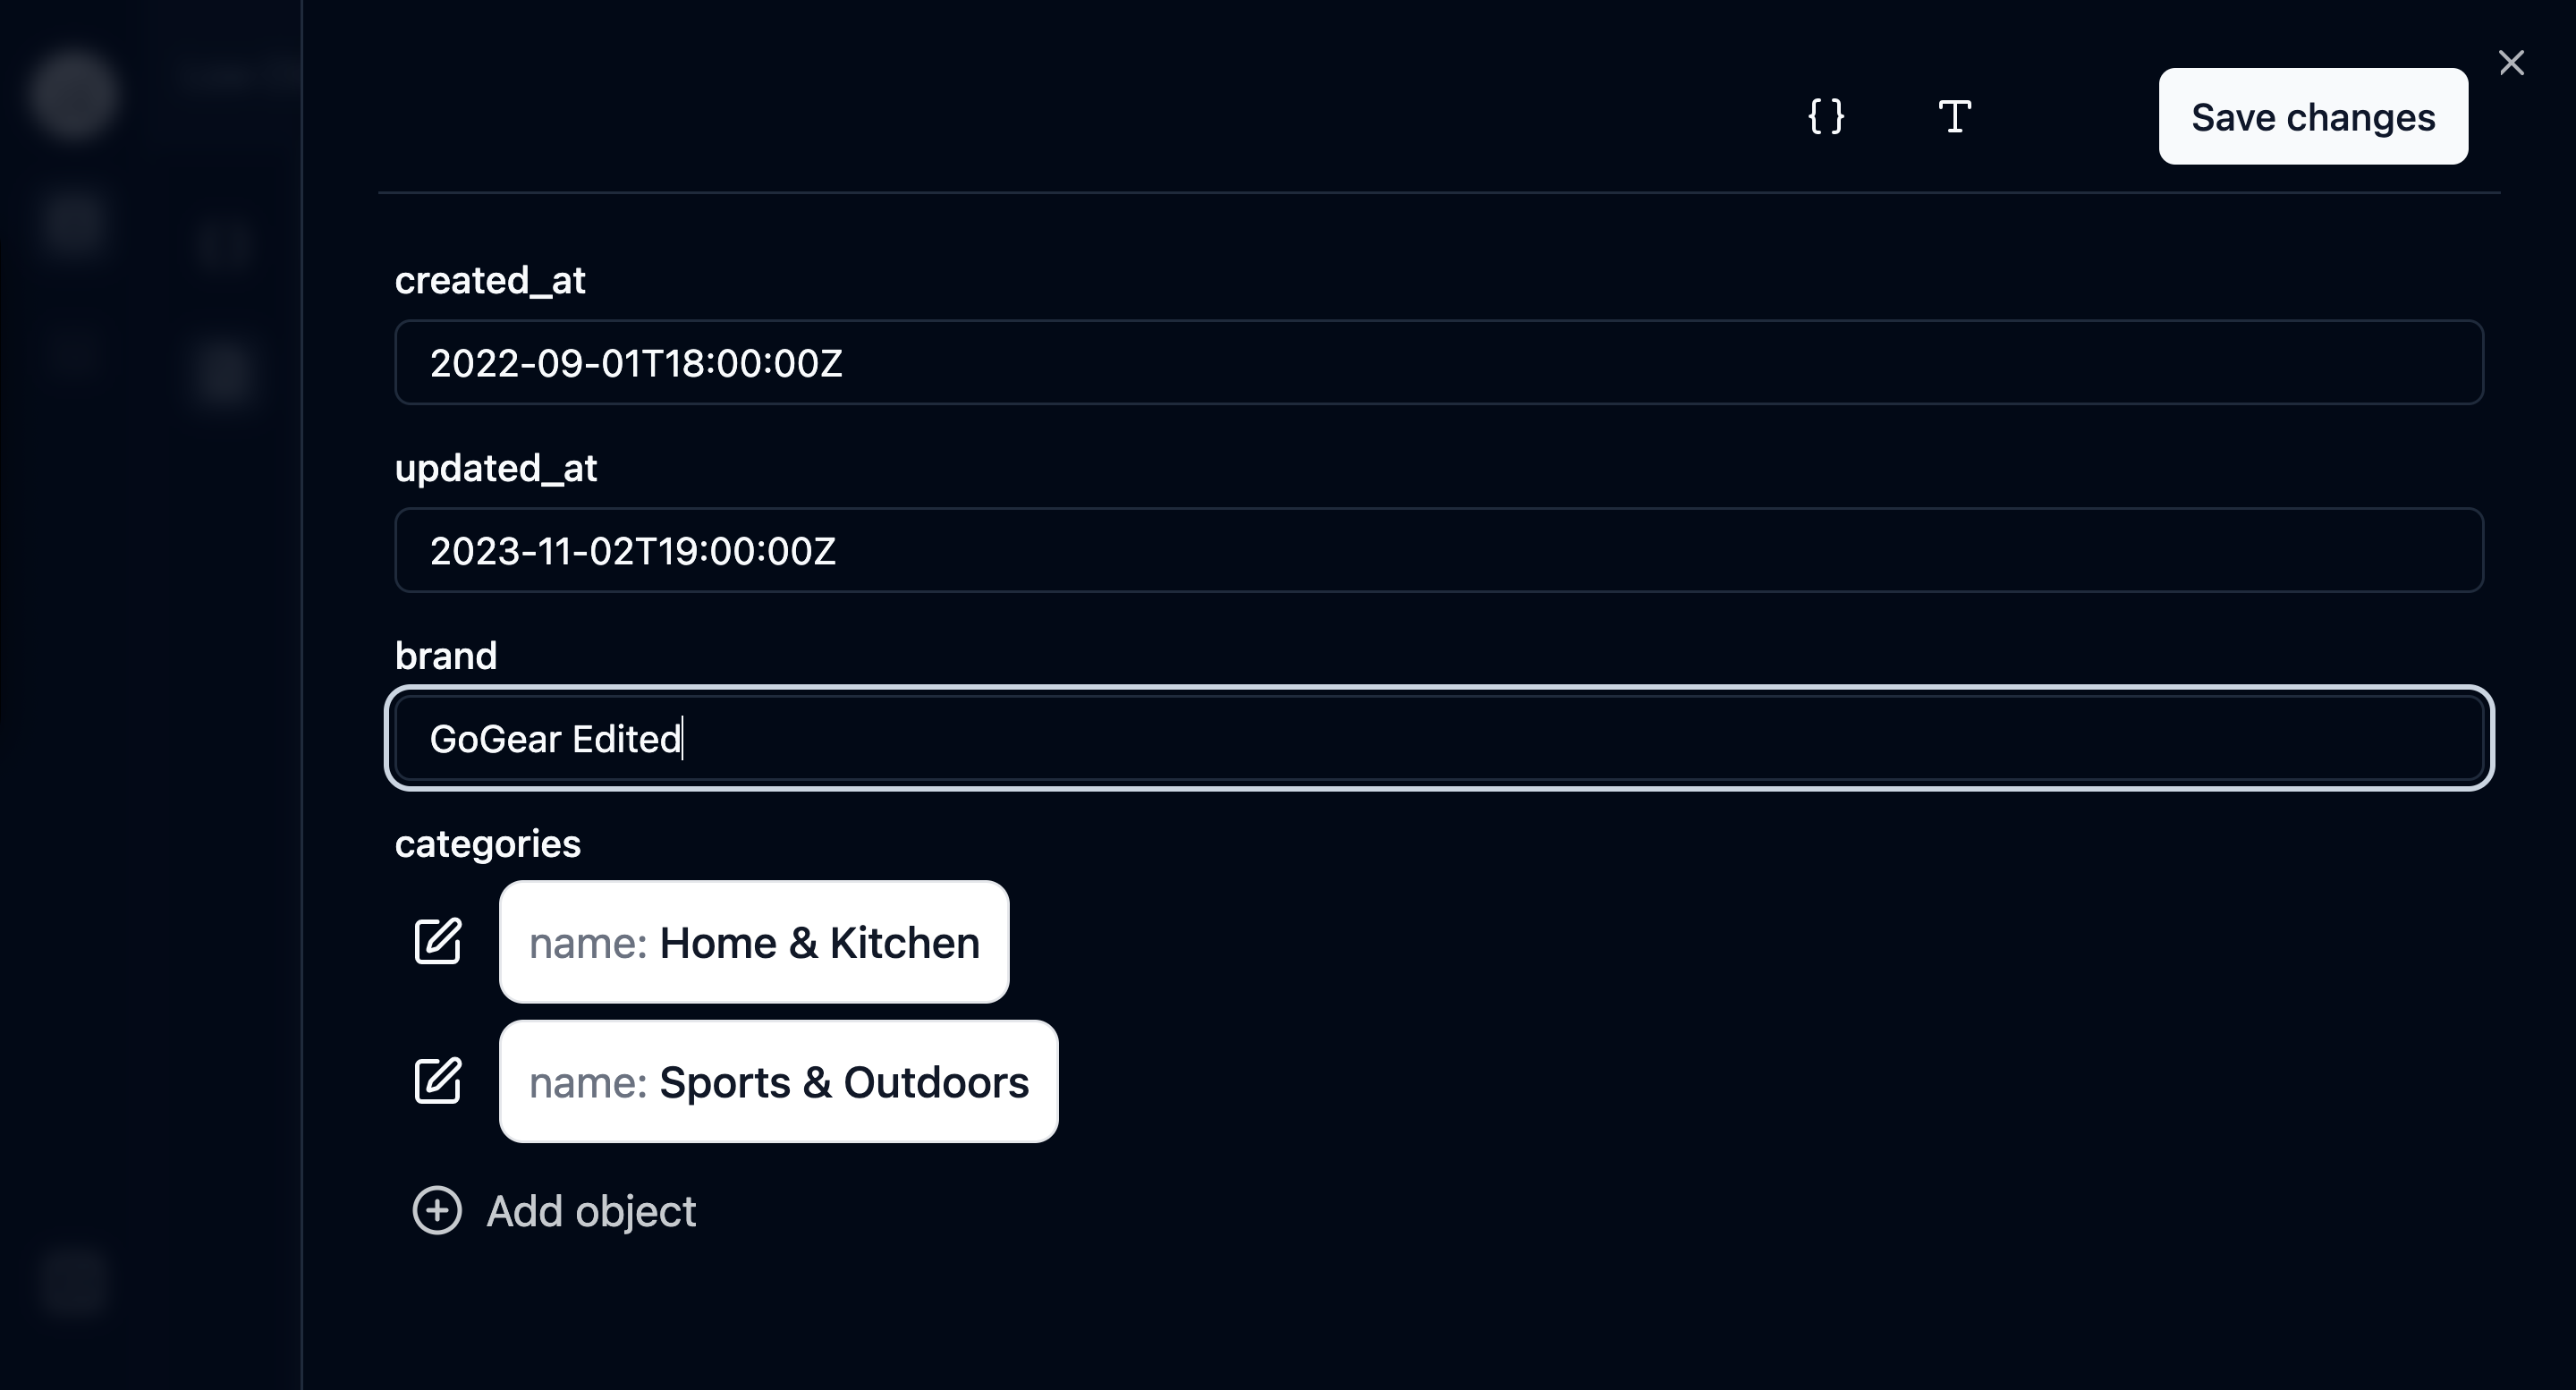 { } T Save changes
created_at
2022-09-01T18:00:00Z
updated_at
2023-11-02T19:00:00Z
brand
GoGear Edited
categories
name: Home & Kitchen
name: Sports & Outdoors
Add object